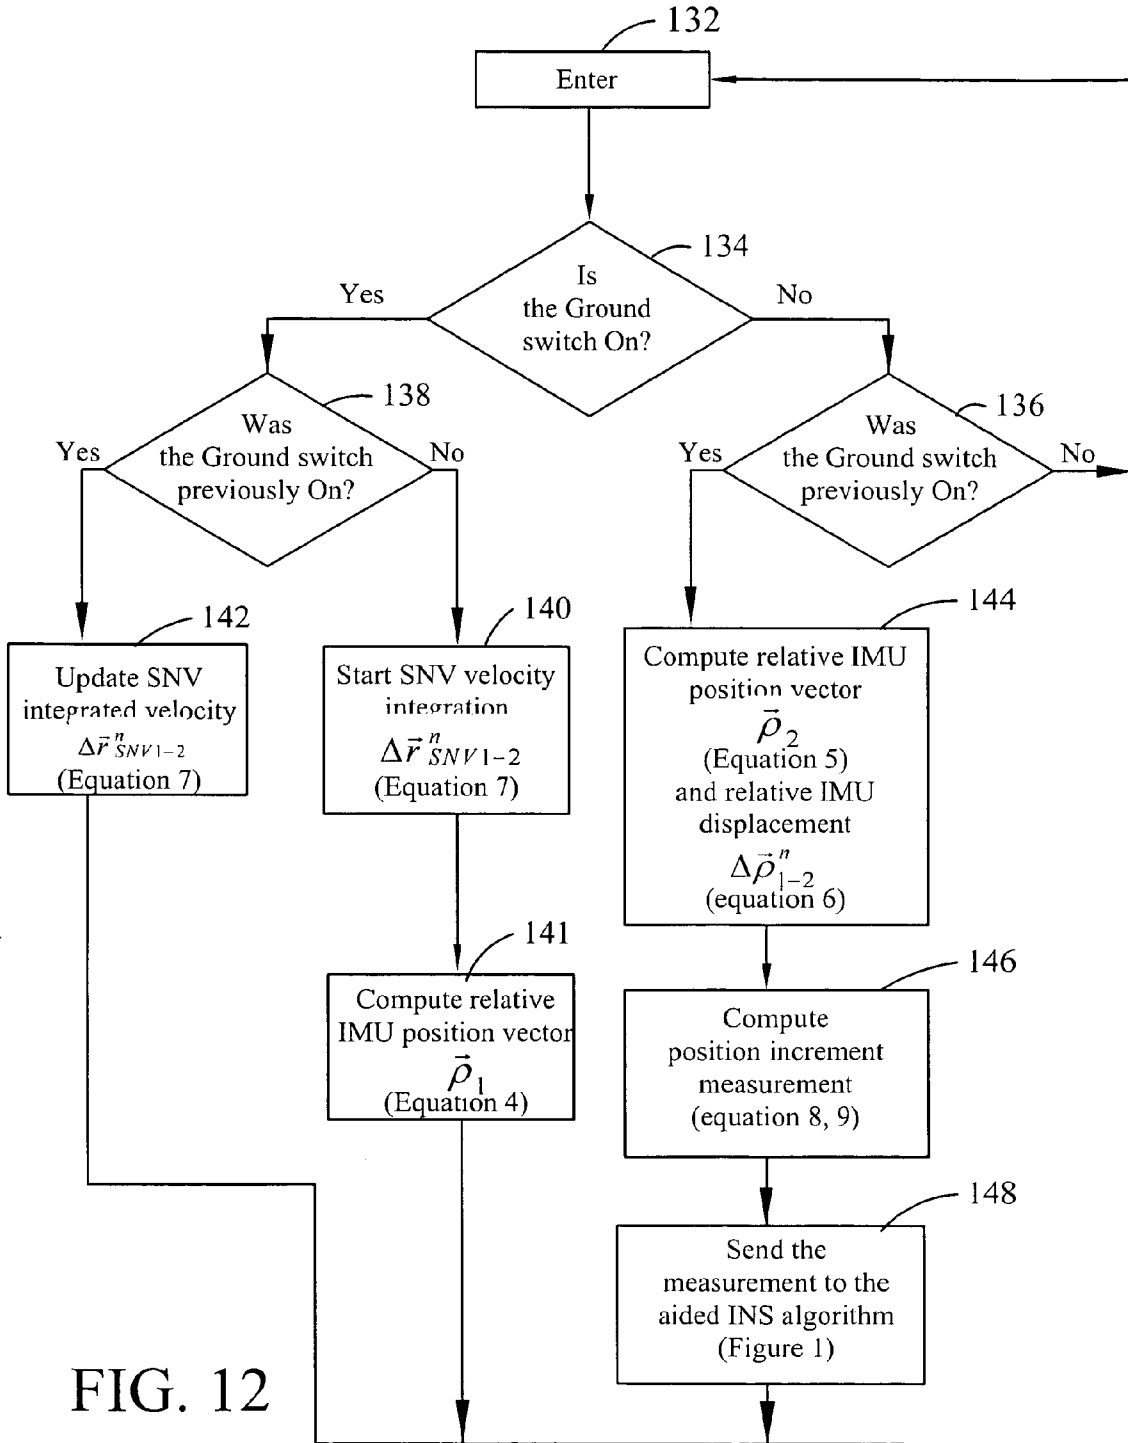 132
Enter
134
Is
the Ground
switch On?
Yes
No
138
Was
the Ground switch
previously On?
Yes
No
136
Was
the Ground switch
previously On?
Yes
No
142
Update SNV
integrated velocity
Δr⃗ⁿSNV1-2
(Equation 7)
140
Start SNV velocity
integration
Δr⃗ⁿSNV1-2
(Equation 7)
141
Compute relative
IMU position vector
ρ⃗₁
(Equation 4)
144
Compute relative IMU
position vector
ρ⃗₂
(Equation 5)
and relative IMU
displacement
Δρ⃗ⁿ₁₋₂
(equation 6)
146
Compute
position increment
measurement
(equation 8, 9)
148
Send the
measurement to the
aided INS algorithm
(Figure 1)
FIG. 12